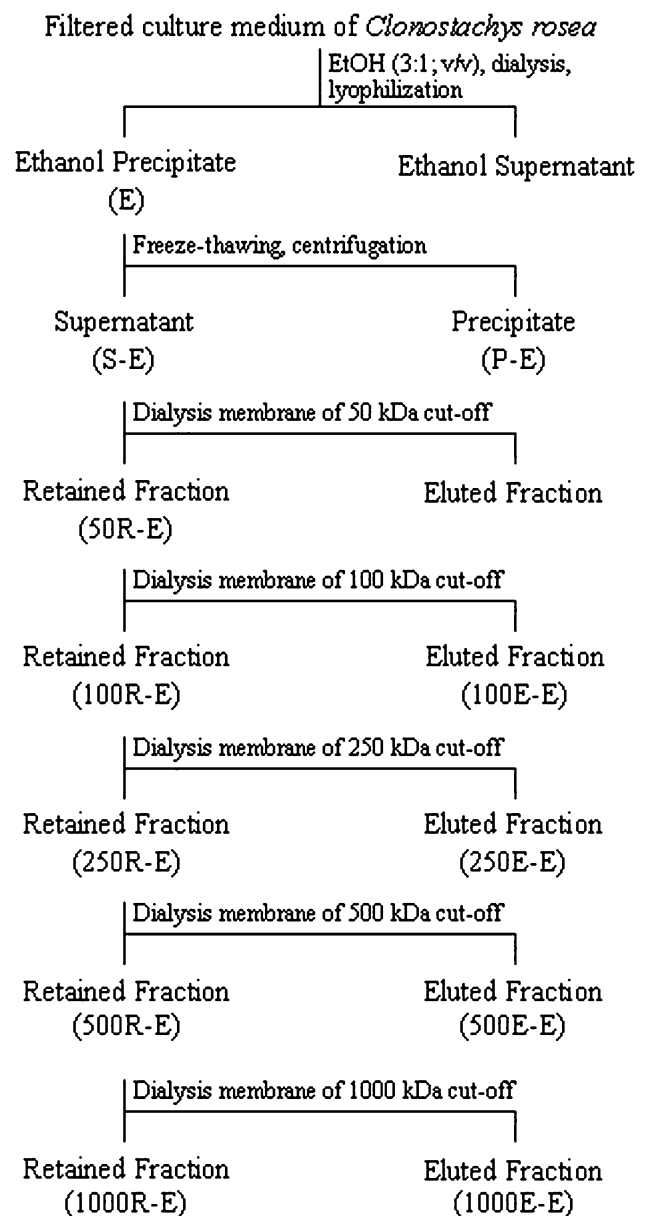 Filtered culture medium of Clonostachys rosea
EtOH (3:1; v/v), dialysis,
lyophilization
Ethanol Precipitate
(E)
Ethanol Supernatant
Freeze-thawing, centrifugation
Supernatant
(S-E)
Precipitate
(P-E)
Dialysis membrane of 50 kDa cut-off
Retained Fraction
(50R-E)
Eluted Fraction
Dialysis membrane of 100 kDa cut-off
Retained Fraction
(100R-E)
Eluted Fraction
(100E-E)
Dialysis membrane of 250 kDa cut-off
Retained Fraction
(250R-E)
Eluted Fraction
(250E-E)
Dialysis membrane of 500 kDa cut-off
Retained Fraction
(500R-E)
Eluted Fraction
(500E-E)
Dialysis membrane of 1000 kDa cut-off
Retained Fraction
(1000R-E)
Eluted Fraction
(1000E-E)